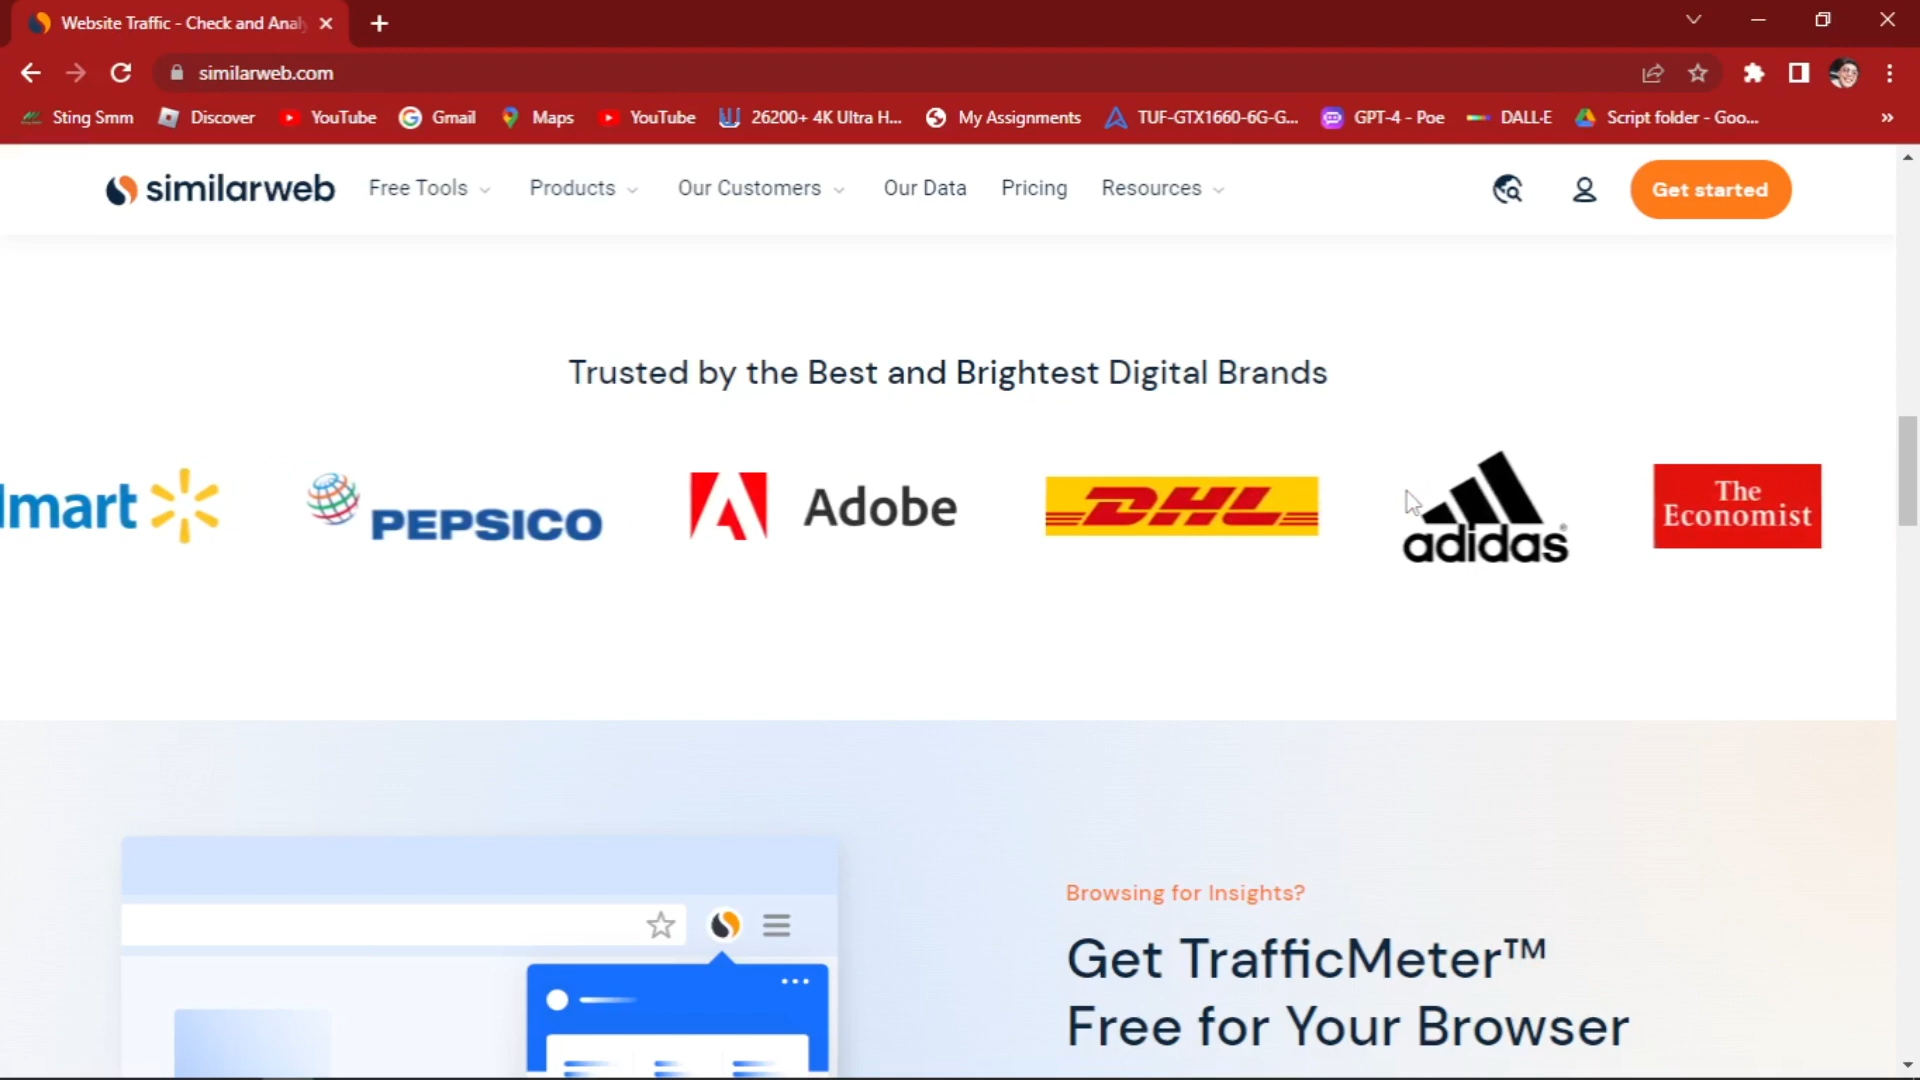 Website Traffic - Check and Anal
similarweb.com
Sting Smm Discover YouTube Gmail Maps YouTube 26200+ 4K Ultra H... My Assignments TUF-GTX1660-6G-G... GPT-4 - Poe DALL·E Script folder - Goo... »
similarweb Free Tools Products Our Customers Our Data Pricing Resources Get started
Trusted by the Best and Brightest Digital Brands
lmart PEPSICO Adobe DHL adidas® The Economist
Browsing for Insights?
Get TrafficMeter™
Free for Your Browser